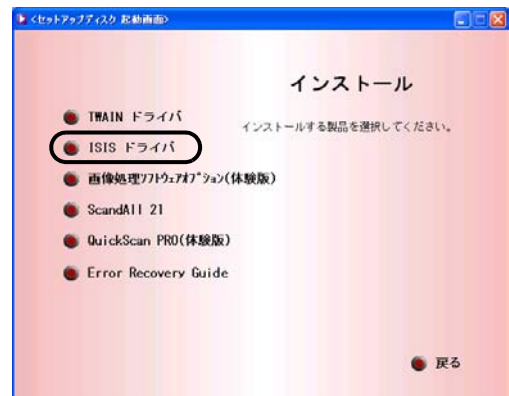 <セットアップディスク 起動画面>
インストール
インストールする製品を選択してください。
TWAIN ドライバ
ISIS ドライバ
画像処理ソフトウェアオプション(体験版)
ScandAll 21
QuickScan PRO(体験版)
Error Recovery Guide
戻る